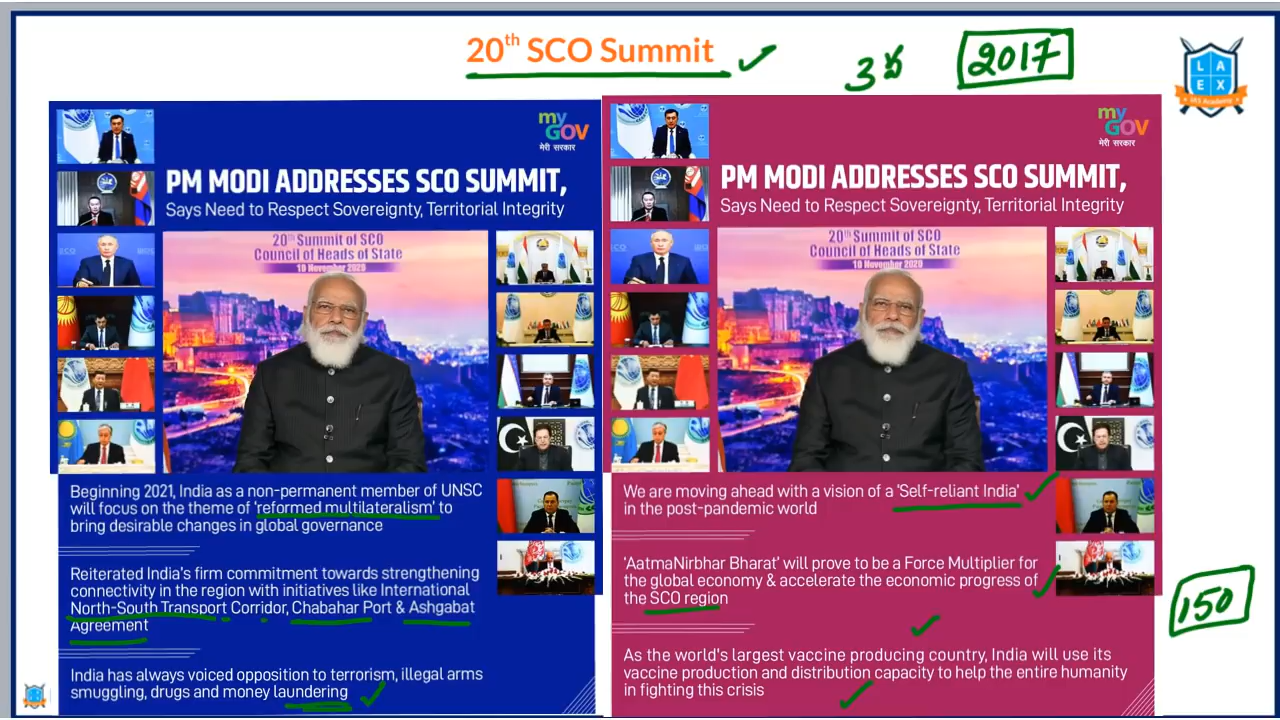 20th SCO Summit
3rd
2017
L A
E X
IES Academy
my
GOV
मेरी सरकार
PM MODI ADDRESSES SCO SUMMIT,
Says Need to Respect Sovereignty, Territorial Integrity
20th Summit of SCO
Council of Heads of State
10 November 2020
Beginning 2021, India as a non-permanent member of UNSC
will focus on the theme of 'reformed multilateralism' to
bring desirable changes in global governance
Reiterated India's firm commitment towards strengthening
connectivity in the region with initiatives like International
North-South Transport Corridor, Chabahar Port & Ashgabat
Agreement
India has always voiced opposition to terrorism, illegal arms
smuggling, drugs and money laundering
my
GOV
मेरी सरकार
PM MODI ADDRESSES SCO SUMMIT,
Says Need to Respect Sovereignty, Territorial Integrity
20th Summit of SCO
Council of Heads of State
10 November 2020
We are moving ahead with a vision of a 'Self-reliant India'
in the post-pandemic world
'AatmaNirbhar Bharat' will prove to be a Force Multiplier for
the global economy & accelerate the economic progress of
the SCO region
As the world's largest vaccine producing country, India will use its
vaccine production and distribution capacity to help the entire humanity
in fighting this crisis
150